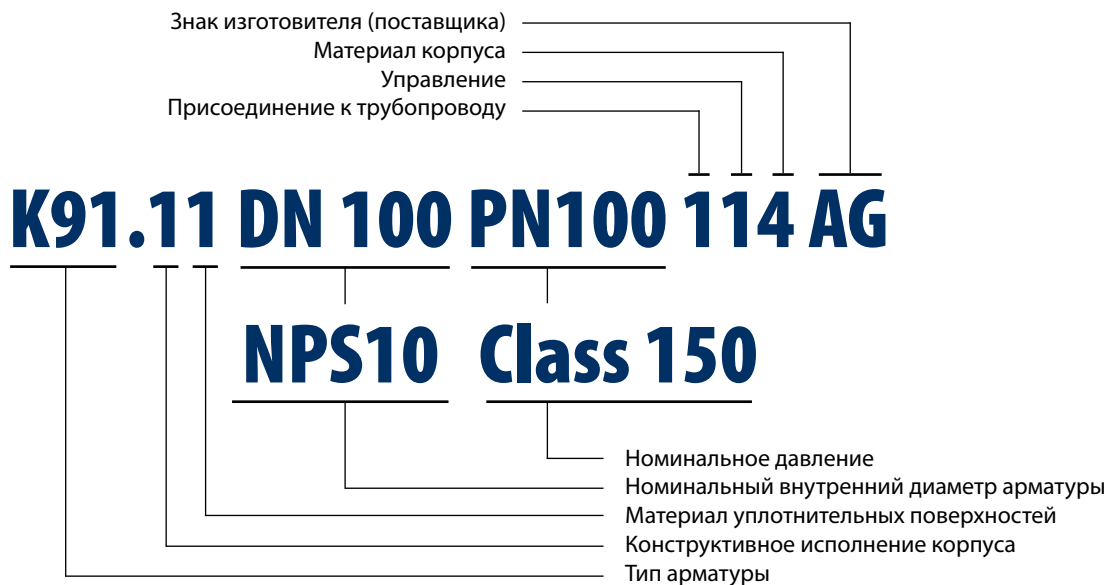 Знак изготовителя (поставщика)
Материал корпуса
Управление
Присоединение к трубопроводу
К91.11 DN 100 PN100 114 AG
NPS10 Class 150
Номинальное давление
Номинальный внутренний диаметр арматуры
Материал уплотнительных поверхностей
Конструктивное исполнение корпуса
Тип арматуры